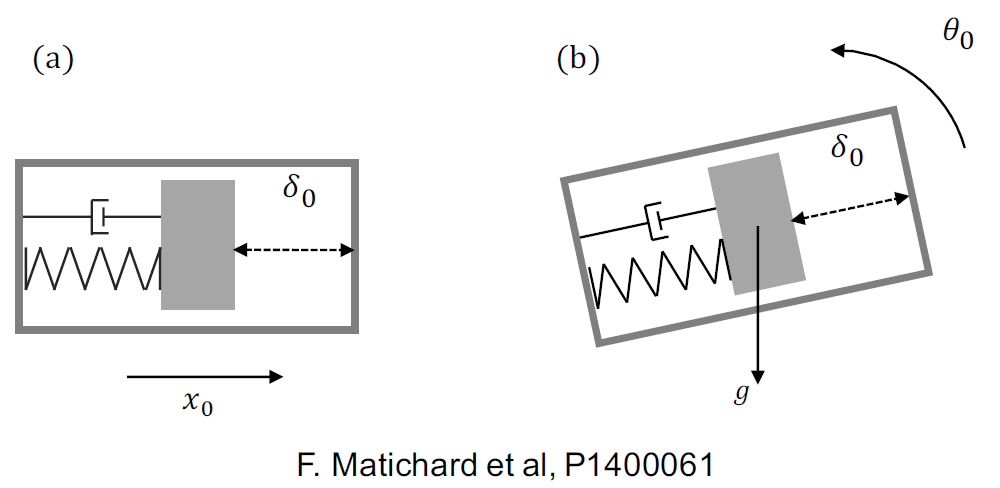 (a)
δ₀
x₀
(b)
θ₀
δ₀
g
F. Matichard et al, P1400061